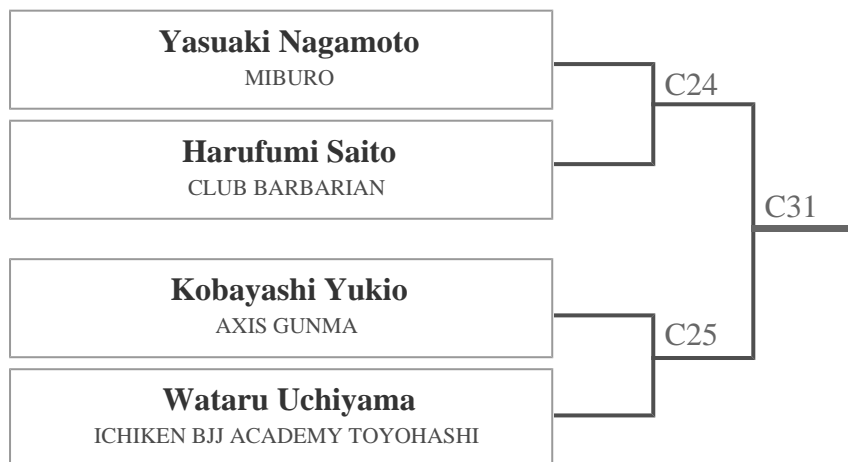 Yasuaki Nagamoto
MIBURO
C24
Harufumi Saito
CLUB BARBARIAN
C31
Kobayashi Yukio
AXIS GUNMA
C25
Wataru Uchiyama
ICHIKEN BJJ ACADEMY TOYOHASHI